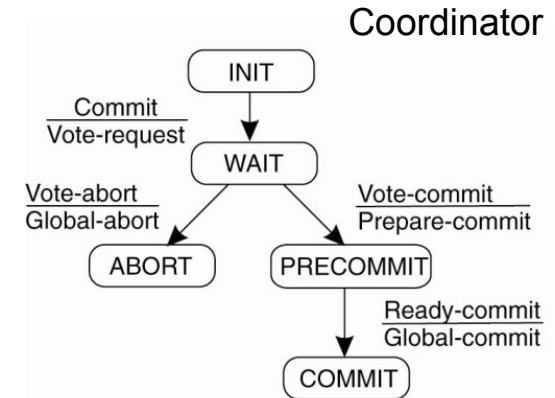 Coordinator
INIT
Commit
Vote-request
WAIT
Vote-abort
Global-abort
Vote-commit
Prepare-commit
ABORT
PRECOMMIT
Ready-commit
Global-commit
COMMIT